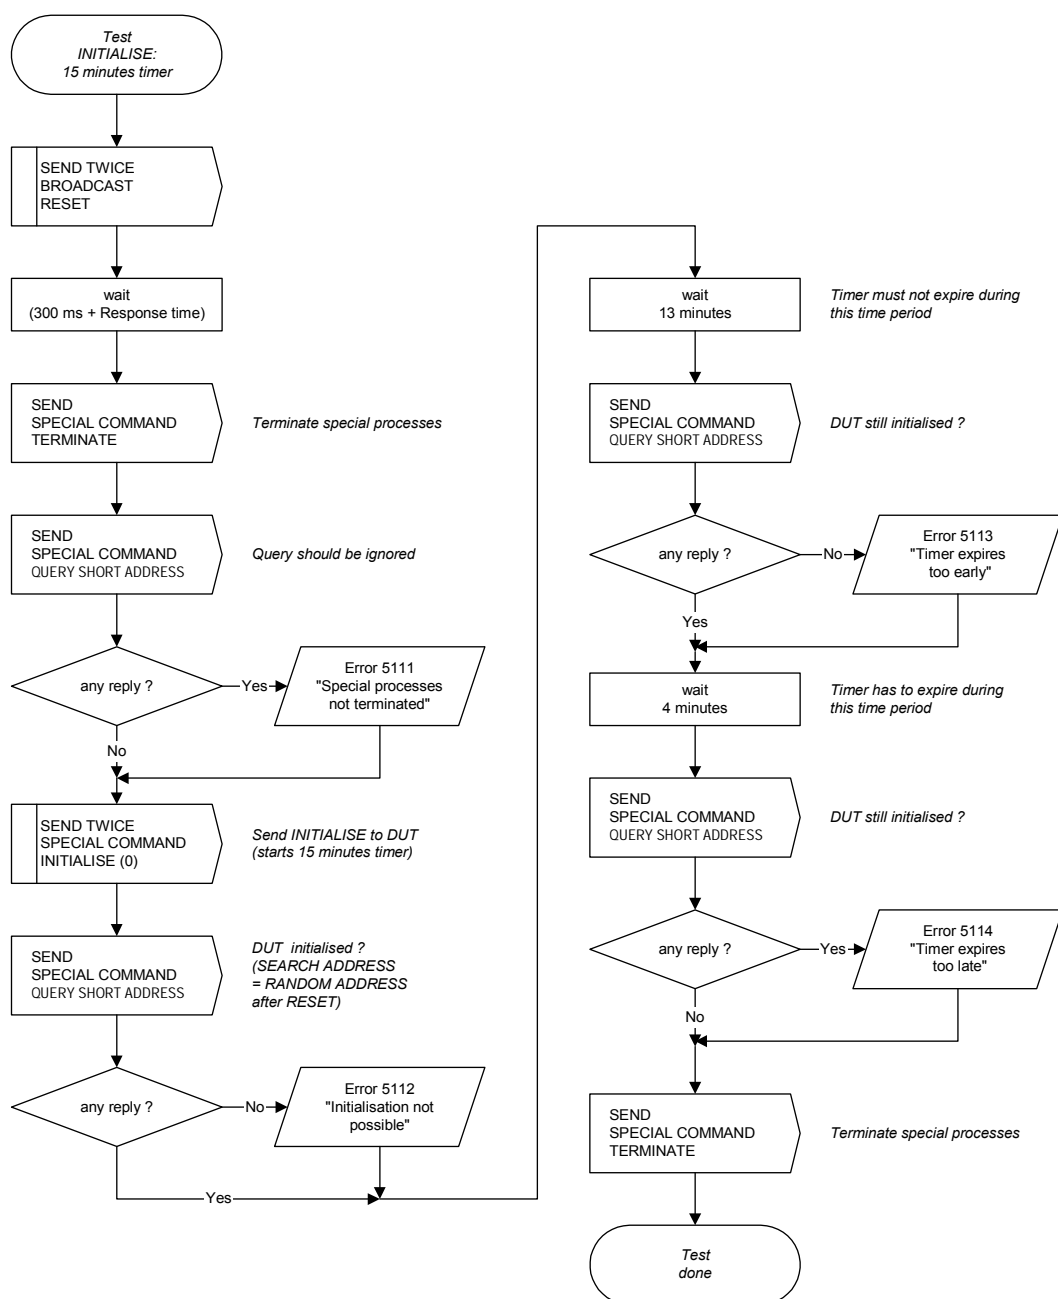 Test
INITIALISE:
15 minutes timer
SEND TWICE
BROADCAST
RESET
wait
(300 ms + Response time)
SEND
SPECIAL COMMAND
TERMINATE
Terminate special processes
SEND
SPECIAL COMMAND
QUERY SHORT ADDRESS
Query should be ignored
any reply ?
Yes
Error 5111
"Special processes
not terminated"
No
SEND TWICE
SPECIAL COMMAND
INITIALISE (0)
Send INITIALISE to DUT
(starts 15 minutes timer)
SEND
SPECIAL COMMAND
QUERY SHORT ADDRESS
DUT initialised ?
(SEARCH ADDRESS
= RANDOM ADDRESS
after RESET)
any reply ?
No
Error 5112
"Initialisation not
possible"
Yes
wait
13 minutes
Timer must not expire during
this time period
SEND
SPECIAL COMMAND
QUERY SHORT ADDRESS
DUT still initialised ?
any reply ?
No
Error 5113
"Timer expires
too early"
Yes
wait
4 minutes
Timer has to expire during
this time period
SEND
SPECIAL COMMAND
QUERY SHORT ADDRESS
DUT still initialised ?
any reply ?
Yes
Error 5114
"Timer expires
too late"
No
SEND
SPECIAL COMMAND
TERMINATE
Terminate special processes
Test
done